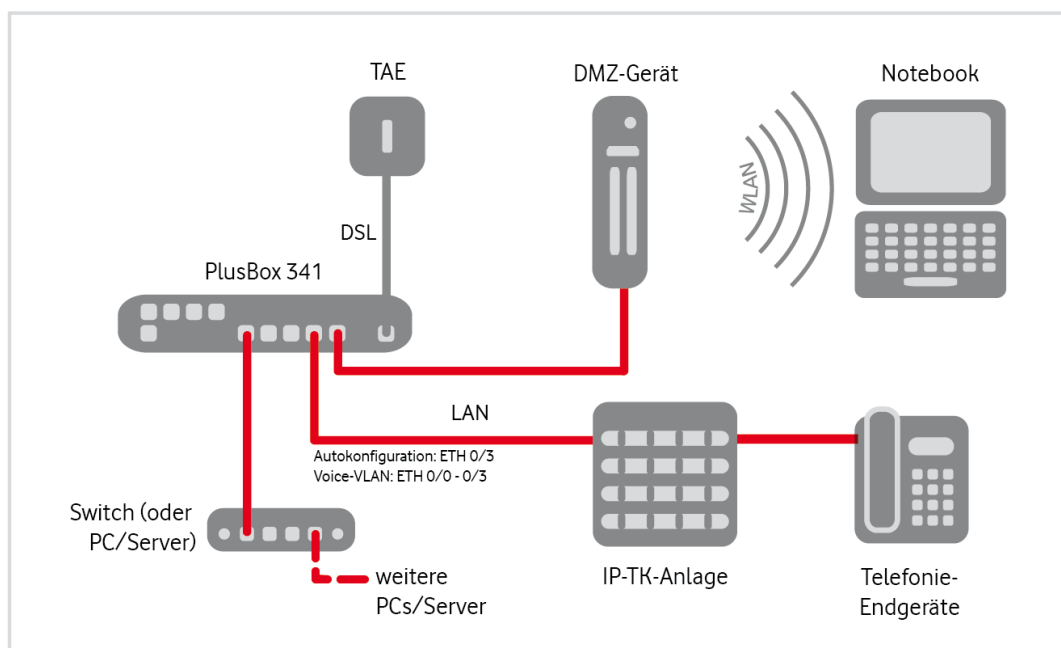 TAE
DMZ-Gerät
Notebook
WLAN
DSL
PlusBox 341
LAN
Autokonfiguration: ETH 0/3
Voice-VLAN: ETH 0/0 - 0/3
Switch (oder
PC/Server)
weitere
PCs/Server
IP-TK-Anlage
Telefonie-
Endgeräte